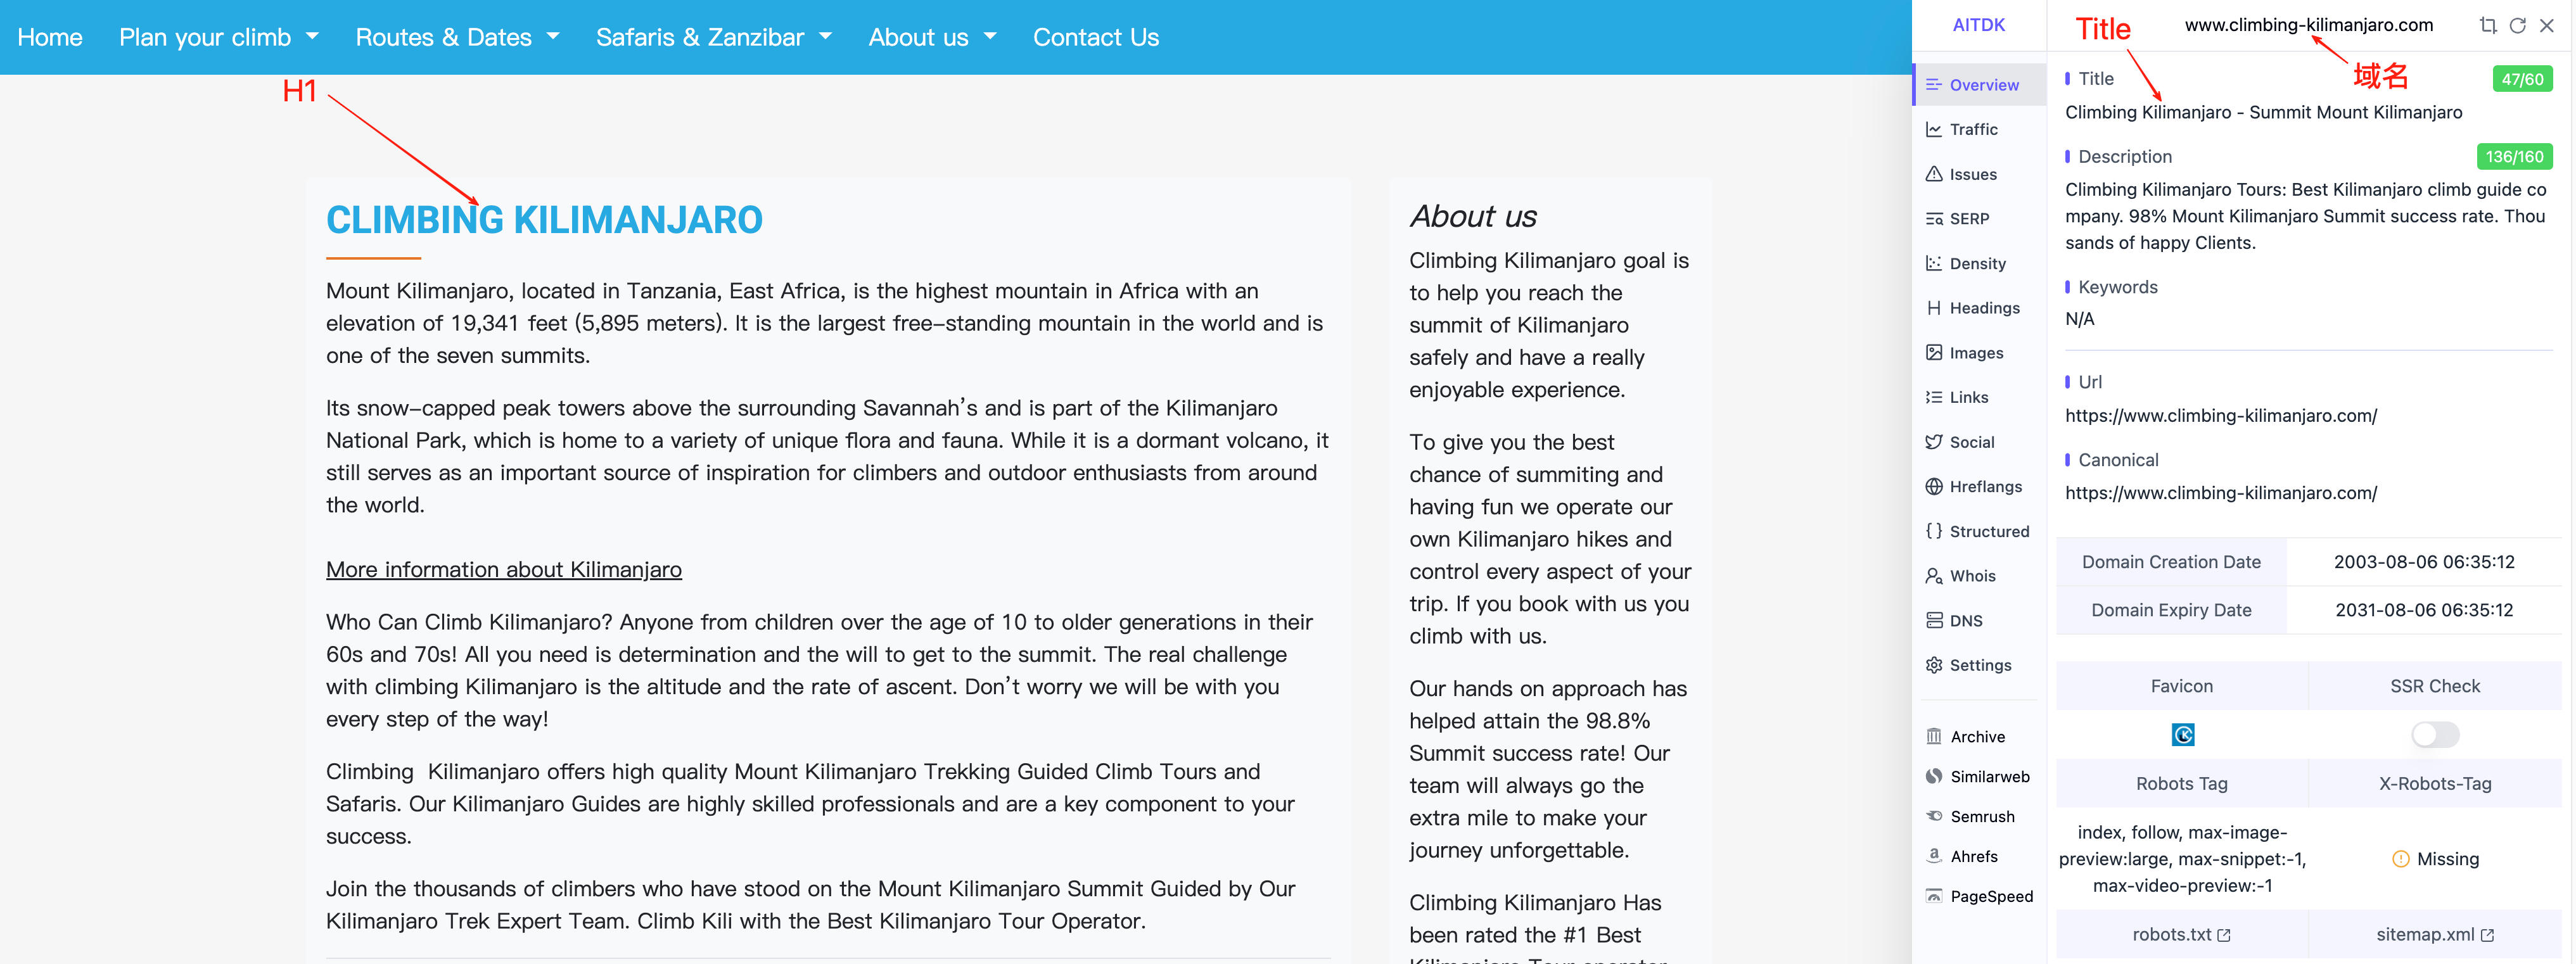 Home Plan your climb Routes & Dates Safaris & Zanzibar About us Contact Us
H1
CLIMBING KILIMANJARO
Mount Kilimanjaro, located in Tanzania, East Africa, is the highest mountain in Africa with an
elevation of 19,341 feet (5,895 meters). It is the largest free–standing mountain in the world and is
one of the seven summits.
Its snow–capped peak towers above the surrounding Savannah’s and is part of the Kilimanjaro
National Park, which is home to a variety of unique flora and fauna. While it is a dormant volcano, it
still serves as an important source of inspiration for climbers and outdoor enthusiasts from around
the world.
More information about Kilimanjaro
Who Can Climb Kilimanjaro? Anyone from children over the age of 10 to older generations in their
60s and 70s! All you need is determination and the will to get to the summit. The real challenge
with climbing Kilimanjaro is the altitude and the rate of ascent. Don’t worry we will be with you
every step of the way!
Climbing  Kilimanjaro offers high quality Mount Kilimanjaro Trekking Guided Climb Tours and
Safaris. Our Kilimanjaro Guides are highly skilled professionals and are a key component to your
success.
Join the thousands of climbers who have stood on the Mount Kilimanjaro Summit Guided by Our
Kilimanjaro Trek Expert Team. Climb Kili with the Best Kilimanjaro Tour Operator.
About us
Climbing Kilimanjaro goal is
to help you reach the
summit of Kilimanjaro
safely and have a really
enjoyable experience.
To give you the best
chance of summiting and
having fun we operate our
own Kilimanjaro hikes and
control every aspect of your
trip. If you book with us you
climb with us.
Our hands on approach has
helped attain the 98.8%
Summit success rate! Our
team will always go the
extra mile to make your
journey unforgettable.
Climbing Kilimanjaro Has
been rated the #1 Best
Kilimanjaro Tour operator
AITDK
Overview
Traffic
Issues
SERP
Density
Headings
Images
Links
Social
Hreflangs
Structured
Whois
DNS
Settings
Archive
Similarweb
Semrush
Ahrefs
PageSpeed
Title
www.climbing-kilimanjaro.com
域名
Title 47/60
Climbing Kilimanjaro - Summit Mount Kilimanjaro
Description 136/160
Climbing Kilimanjaro Tours: Best Kilimanjaro climb guide co
mpany. 98% Mount Kilimanjaro Summit success rate. Thou
sands of happy Clients.
Keywords
N/A
Url
https://www.climbing-kilimanjaro.com/
Canonical
https://www.climbing-kilimanjaro.com/
Domain Creation Date 2003-08-06 06:35:12
Domain Expiry Date 2031-08-06 06:35:12
Favicon SSR Check
Robots Tag X-Robots-Tag
index, follow, max-image-
preview:large, max-snippet:-1,
max-video-preview:-1
Missing
robots.txt sitemap.xml